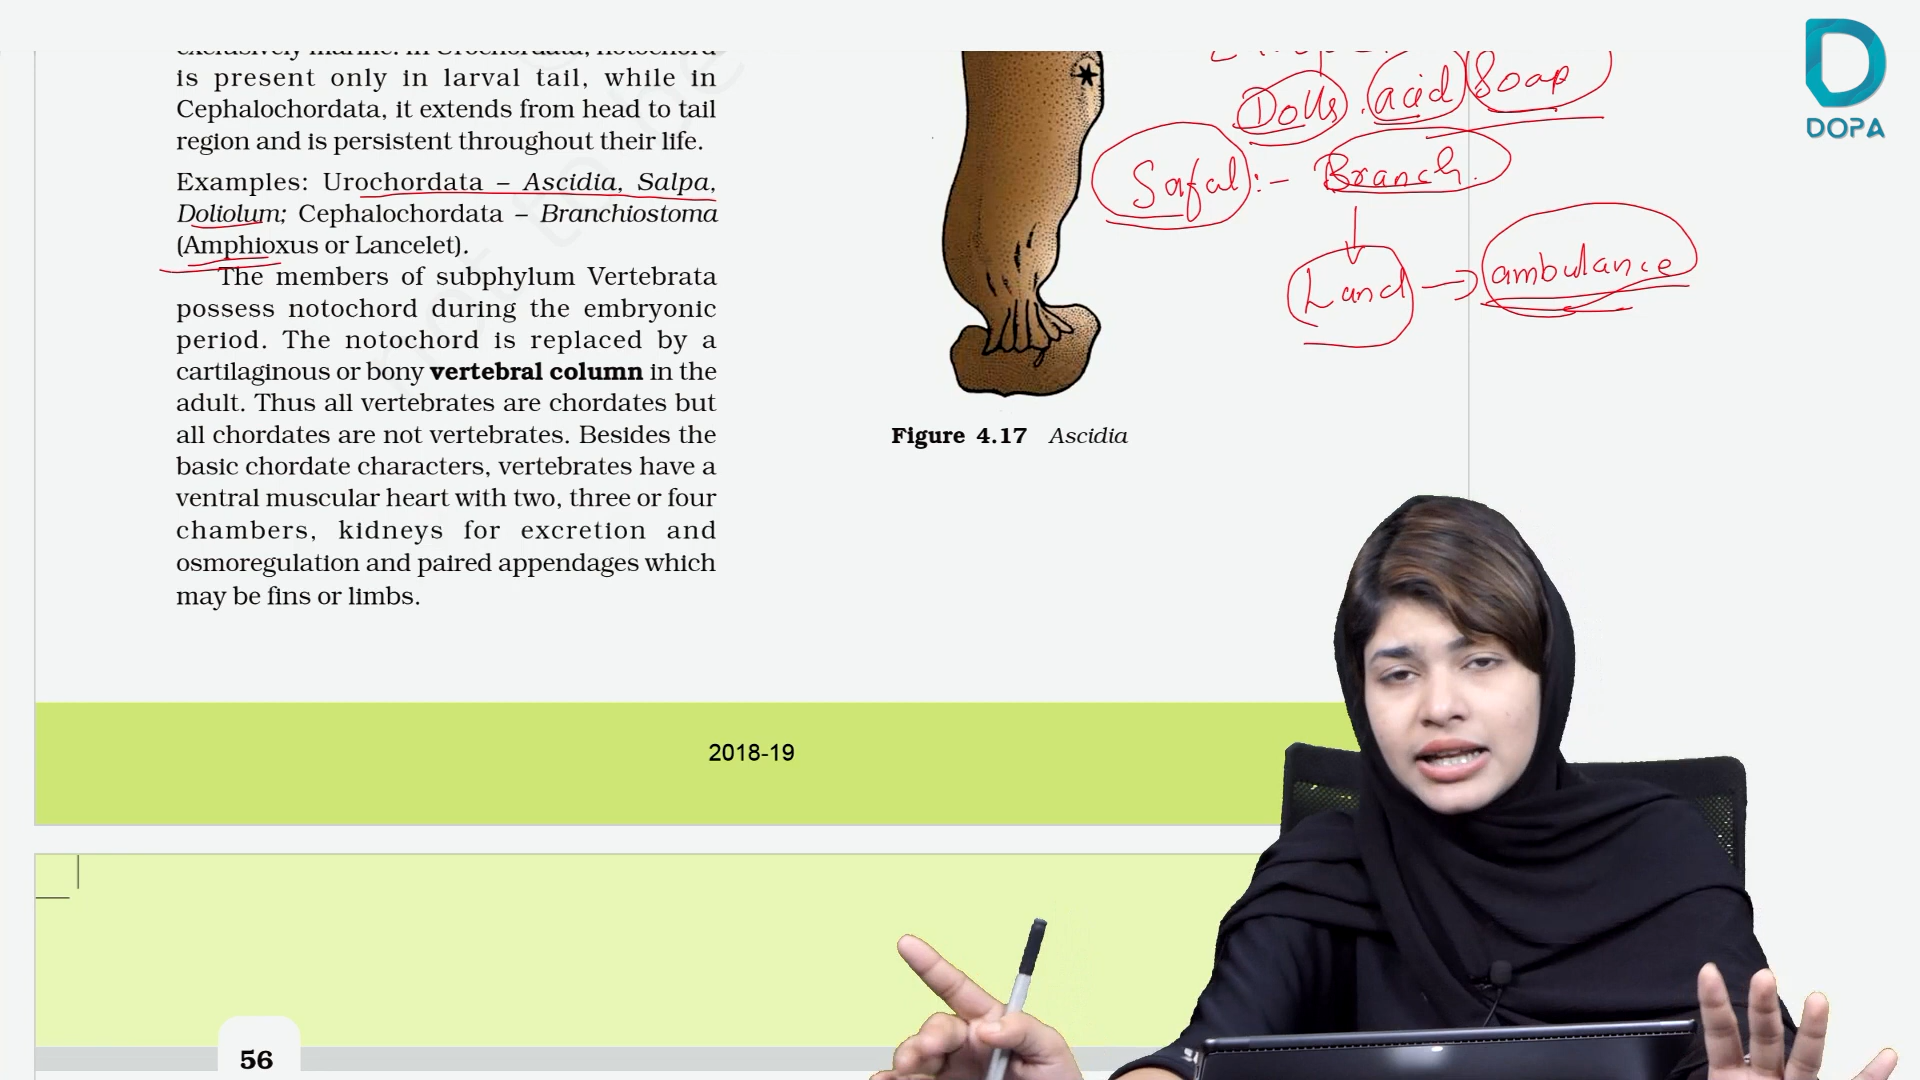 is present only in larval tail, while in
Cephalochordata, it extends from head to tail
region and is persistent throughout their life.
Examples: Urochordata – Ascidia, Salpa,
Doliolum; Cephalochordata – Branchiostoma
(Amphioxus or Lancelet).
The members of subphylum Vertebrata
possess notochord during the embryonic
period. The notochord is replaced by a
cartilaginous or bony vertebral column in the
adult. Thus all vertebrates are chordates but
all chordates are not vertebrates. Besides the
basic chordate characters, vertebrates have a
ventral muscular heart with two, three or four
chambers, kidneys for excretion and
osmoregulation and paired appendages which
may be fins or limbs.
Figure 4.17 Ascidia
Dolls acid Soap
Safal :- Branch
Land → ambulance
DOPA
2018-19
56